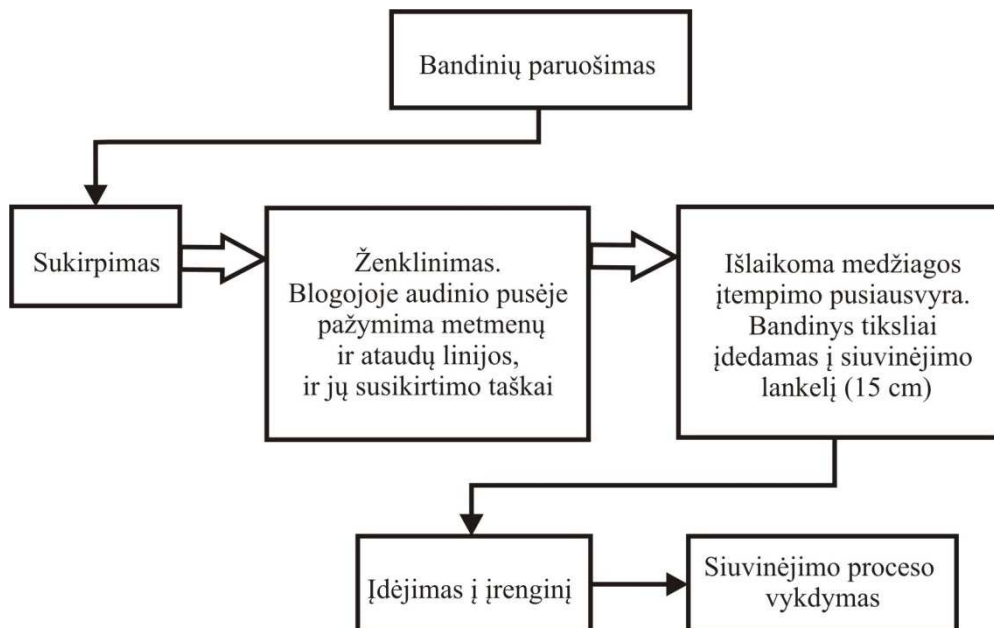 Bandinių paruošimas
Sukirpimas
Ženklinimas.
Blogojoje audinio pusėje
pažymima metmenų
ir ataudų linijos,
ir jų susikirtimo taškai
Išlaikoma medžiagos
įtempimo pusiausvyra.
Bandinys tiksliai
įdedamas į siuvinėjimo
lankelį (15 cm)
Įdėjimas į įrenginį
Siuvinėjimo proceso
vykdymas